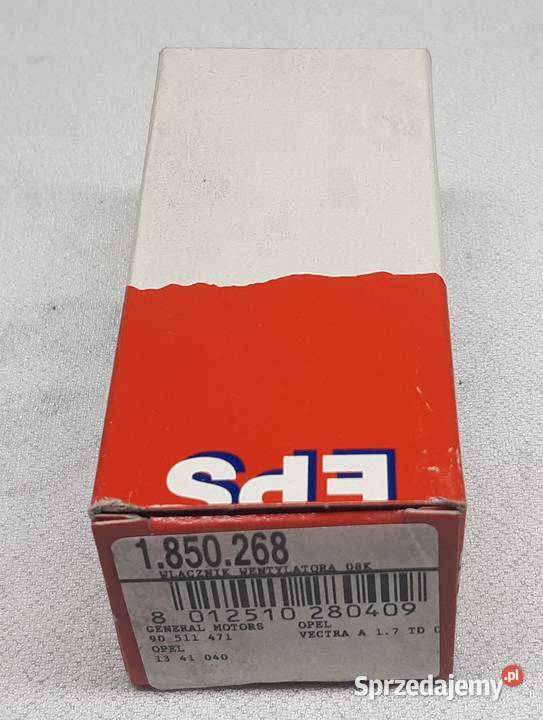 EPS
1.850.268
WLACZNIK WENTYLATORA 08K
8 012510 280409
GENERAL MOTORS OPEL
90 511 471 VECTRA A 1.7 TD
OPEL
13 41 040
Sprzedajemy.pl